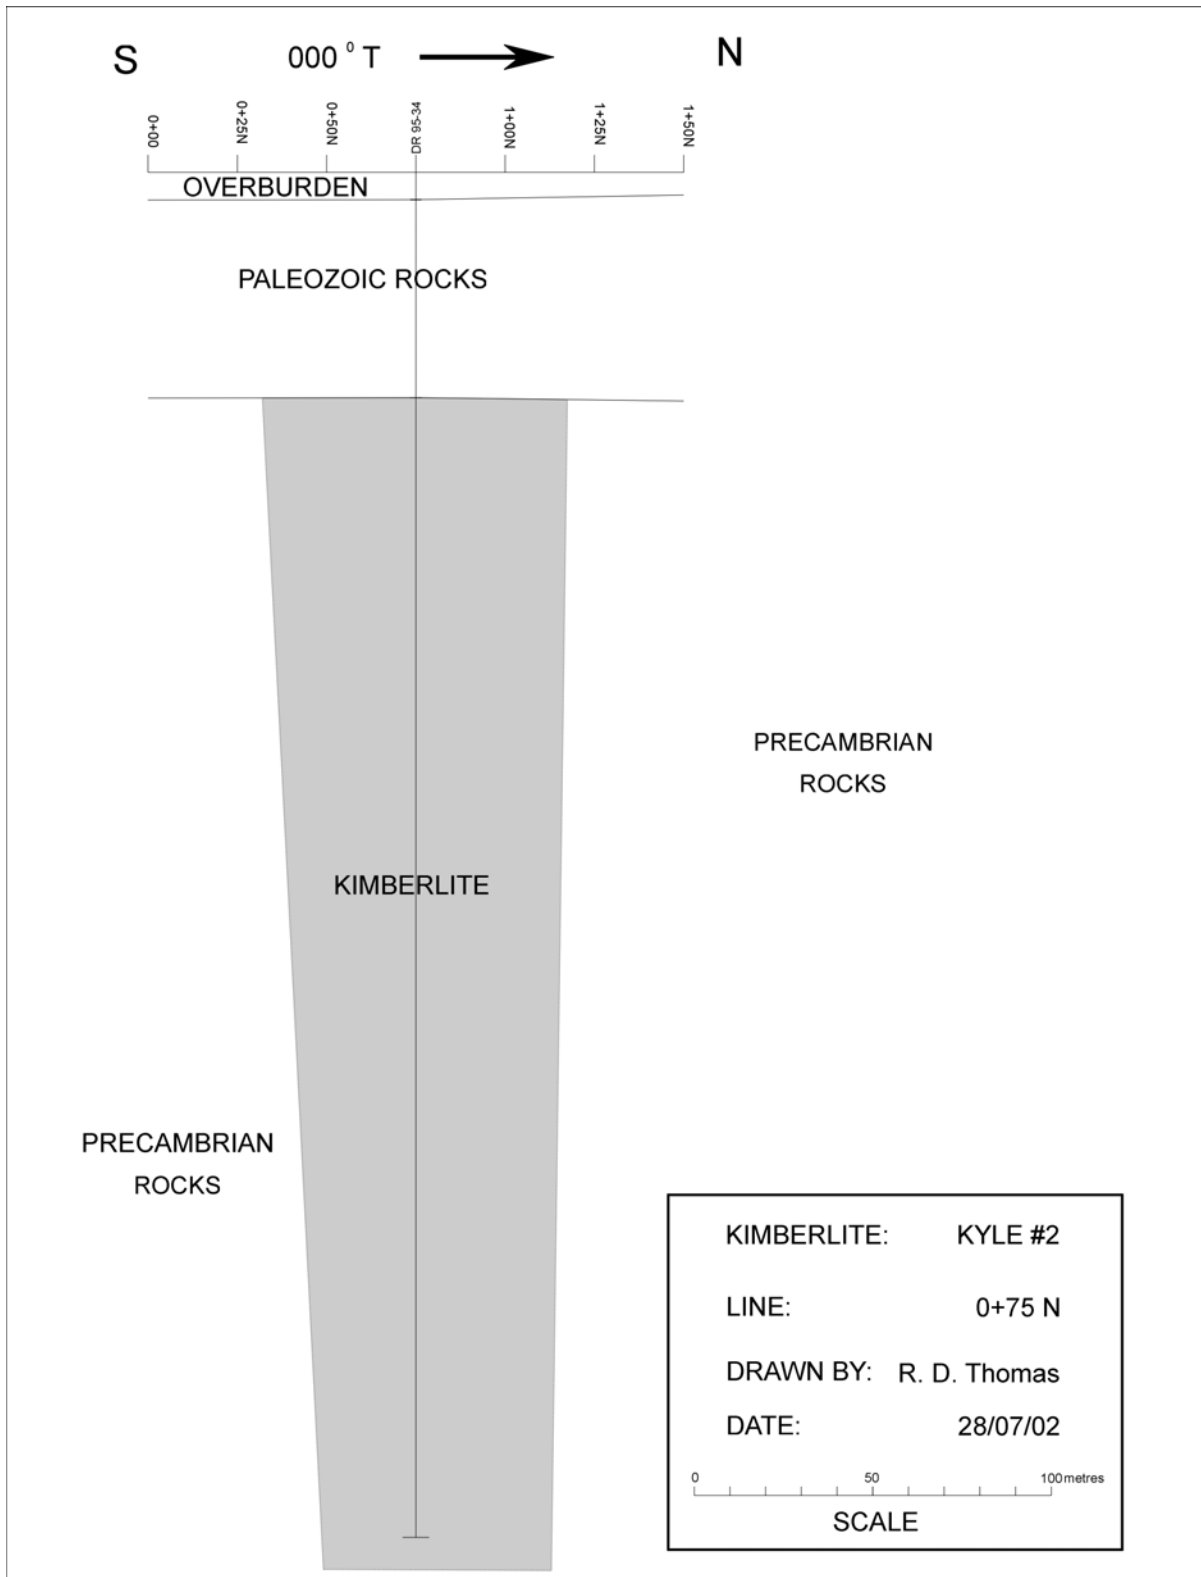 S 000 ° T N
0+0
0+25N
0+50N
DR 95-34
1+00N
1+25N
1+50N
OVERBURDEN
PALEOZOIC ROCKS
PRECAMBRIAN
ROCKS
KIMBERLITE
PRECAMBRIAN
ROCKS
KIMBERLITE: KYLE #2
LINE: 0+75 N
DRAWN BY: R. D. Thomas
DATE: 28/07/02
0 50 100 metres
SCALE